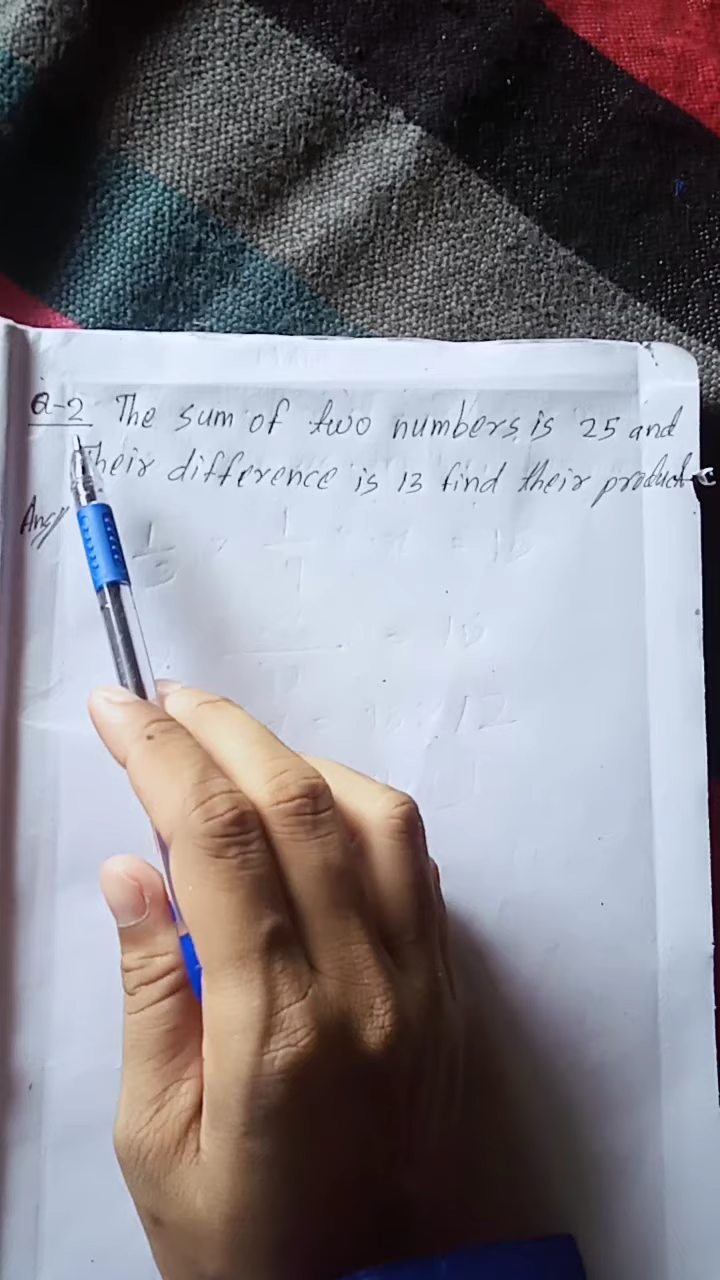 Q-2 The sum of two numbers is 25 and
their difference is 13 find their product
Ans